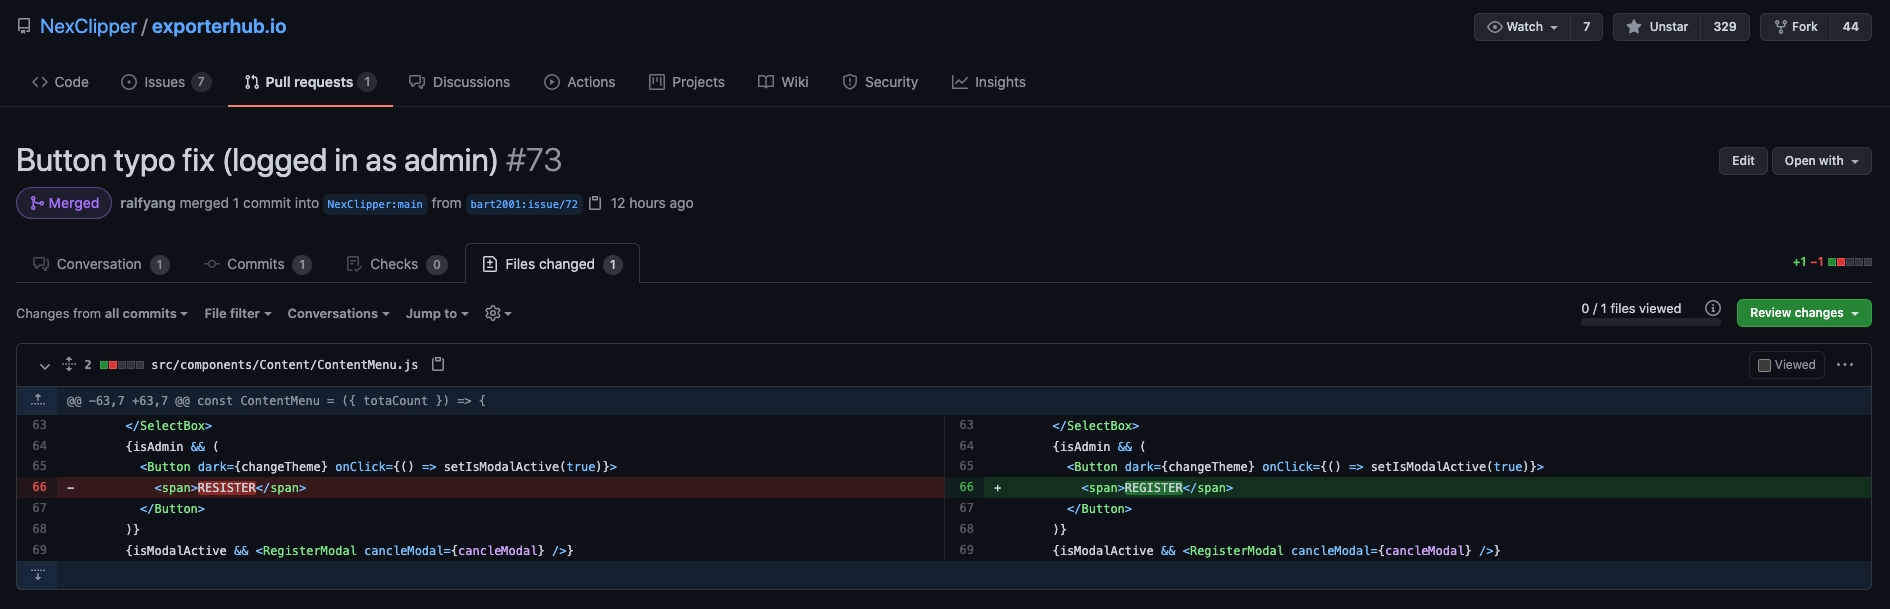 NexClipper / exporterhub.io
Watch 7 Unstar 329 Fork 44
Code Issues 7 Pull requests 1 Discussions Actions Projects Wiki Security Insights
Button typo fix (logged in as admin) #73
Edit Open with
Merged ralfyang merged 1 commit into NexClipper:main from bart2001:issue/72 12 hours ago
Conversation 1 Commits 1 Checks 0 Files changed 1
+1 −1
Changes from all commits File filter Conversations Jump to
0 / 1 files viewed Review changes
2 src/components/Content/ContentMenu.js Viewed ...
@@ -63,7 +63,7 @@ const ContentMenu = ({ totaCount }) => {
63 </SelectBox>
64 {isAdmin && (
65 <Button dark={changeTheme} onClick={() => setIsModalActive(true)}>
66 - <span>RESISTER</span>
67 </Button>
68 )}
69 {isModalActive && <RegisterModal cancleModal={cancleModal} />}
63 </SelectBox>
64 {isAdmin && (
65 <Button dark={changeTheme} onClick={() => setIsModalActive(true)}>
66 + <span>REGISTER</span>
67 </Button>
68 )}
69 {isModalActive && <RegisterModal cancleModal={cancleModal} />}